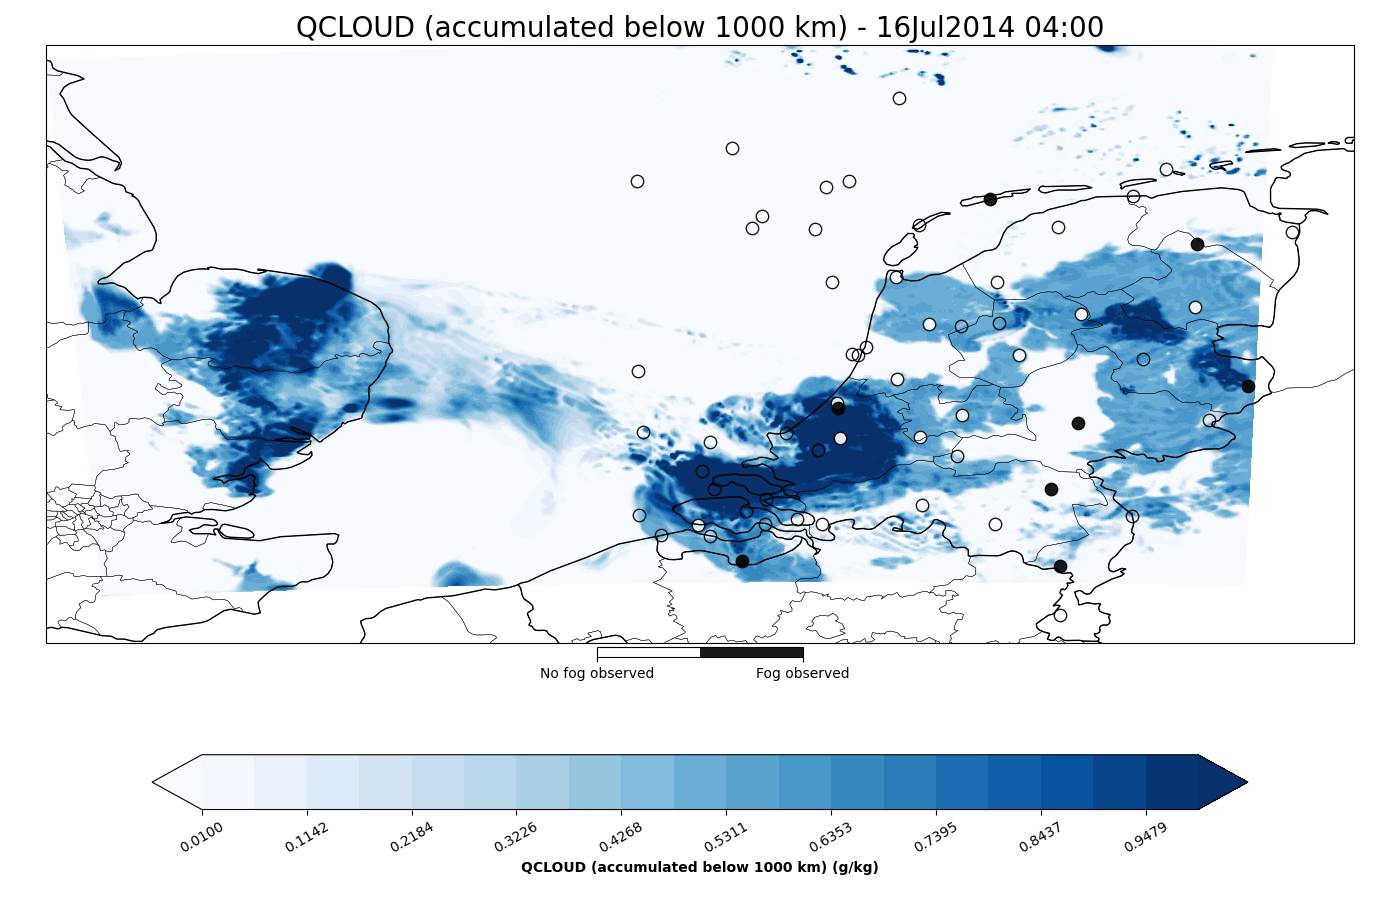 QCLOUD (accumulated below 1000 km) - 16Jul2014 04:00
No fog observed
Fog observed
0.0100
0.1142
0.2184
0.3226
0.4268
0.5311
0.6353
0.7395
0.8437
0.9479
QCLOUD (accumulated below 1000 km) (g/kg)